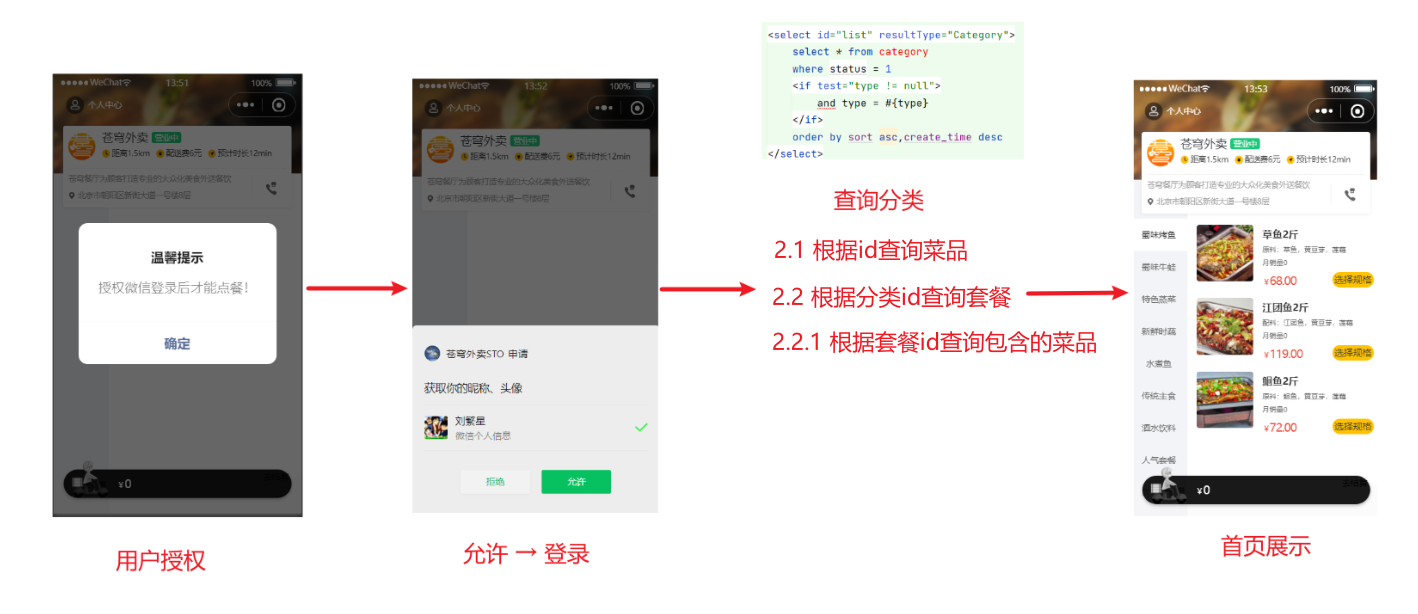 WeChat 13:51 100%
个人中心
苍穹外卖 营业中
距离1.5km 配送费6元 预计时长12min
苍穹餐厅为顾客打造专业的大众化美食外送餐饮
北京市朝阳区新街大道一号楼8层
温馨提示
授权微信登录后才能点餐!
确定
¥0
用户授权
WeChat 13:52 100%
个人中心
苍穹外卖 营业中
距离1.5km 配送费6元 预计时长12min
苍穹餐厅为顾客打造专业的大众化美食外送餐饮
北京市朝阳区新街大道一号楼8层
苍穹外卖STO 申请
获取你的昵称、头像
刘繁星
微信个人信息
拒绝 允许
允许 → 登录
<select id="list" resultType="Category">
select * from category
where status = 1
<if test="type != null">
and type = #{type}
</if>
order by sort asc,create_time desc
</select>
查询分类
2.1 根据id查询菜品
2.2 根据分类id查询套餐
2.2.1 根据套餐id查询包含的菜品
WeChat 13:53 100%
个人中心
苍穹外卖 营业中
距离1.5km 配送费6元 预计时长12min
苍穹餐厅为顾客打造专业的大众化美食外送餐饮
北京市朝阳区新街大道一号楼8层
蜀味烤鱼
蜀味牛蛙
特色蒸菜
新鲜时蔬
水煮鱼
传统主食
酒水饮料
人气套餐
草鱼2斤
原料：草鱼，黄豆芽，莲藕
月销量0
¥68.00 选择规格
江团鱼2斤
配料：江团鱼，黄豆芽，莲藕
月销量0
¥119.00 选择规格
鮰鱼2斤
原料：鮰鱼，黄豆芽，莲藕
月销量0
¥72.00 选择规格
¥0
首页展示